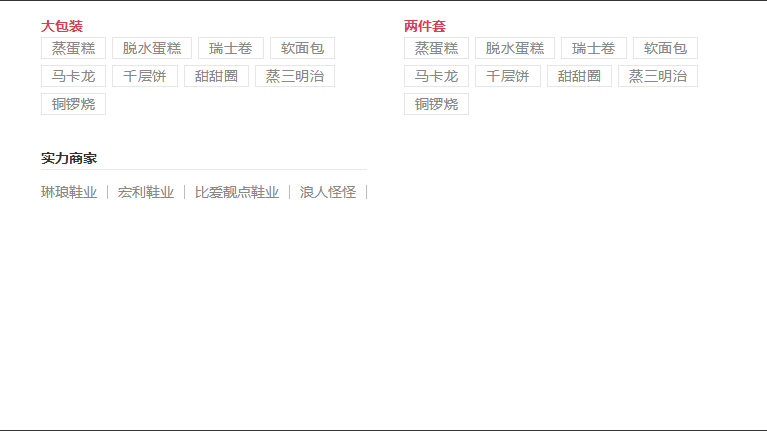 大包装
蒸蛋糕 脱水蛋糕 瑞士卷 软面包
马卡龙 千层饼 甜甜圈 蒸三明治
铜锣烧
两件套
蒸蛋糕 脱水蛋糕 瑞士卷 软面包
马卡龙 千层饼 甜甜圈 蒸三明治
铜锣烧
实力商家
琳琅鞋业 | 宏利鞋业 | 比爱靓点鞋业 | 浪人怪怪 |